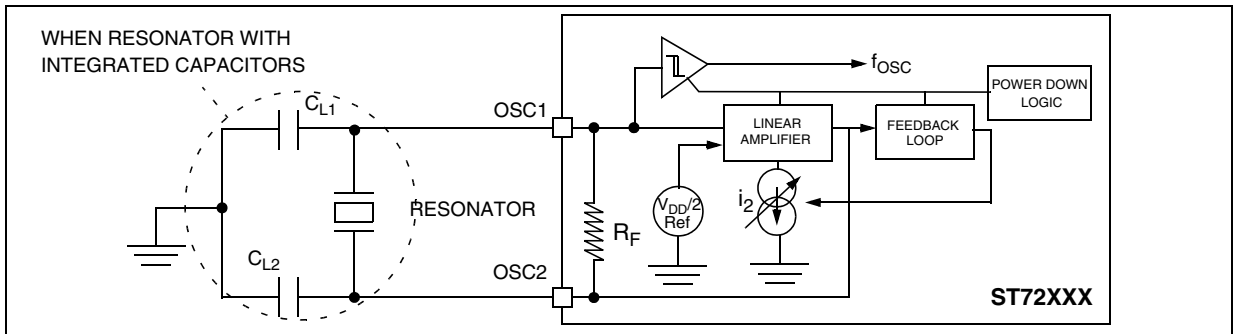 WHEN RESONATOR WITH
INTEGRATED CAPACITORS
CL1
CL2
RESONATOR
OSC1
OSC2
RF
fOSC
POWER DOWN
LOGIC
LINEAR
AMPLIFIER
FEEDBACK
LOOP
VDD/2
Ref
i2
ST72XXX